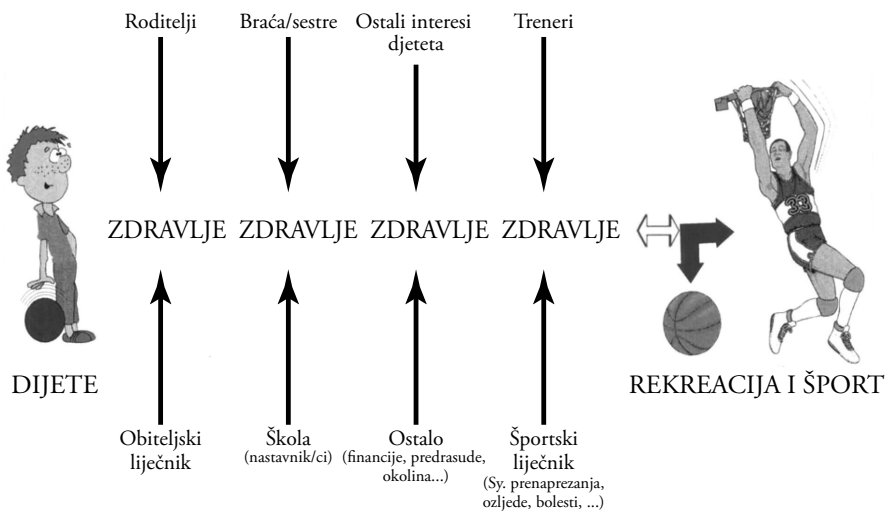 Roditelji
Braća/sestre
Ostali interesi
djeteta
Treneri
ZDRAVLJE ZDRAVLJE ZDRAVLJE ZDRAVLJE
33
DIJETE
REKREACIJA I ŠPORT
Obiteljski
liječnik
Škola
(nastavnik/ci)
Ostalo
(financije, predrasude,
okolina...)
Športski
liječnik
(Sy. prenaprezanja,
ozljede, bolesti, ...)